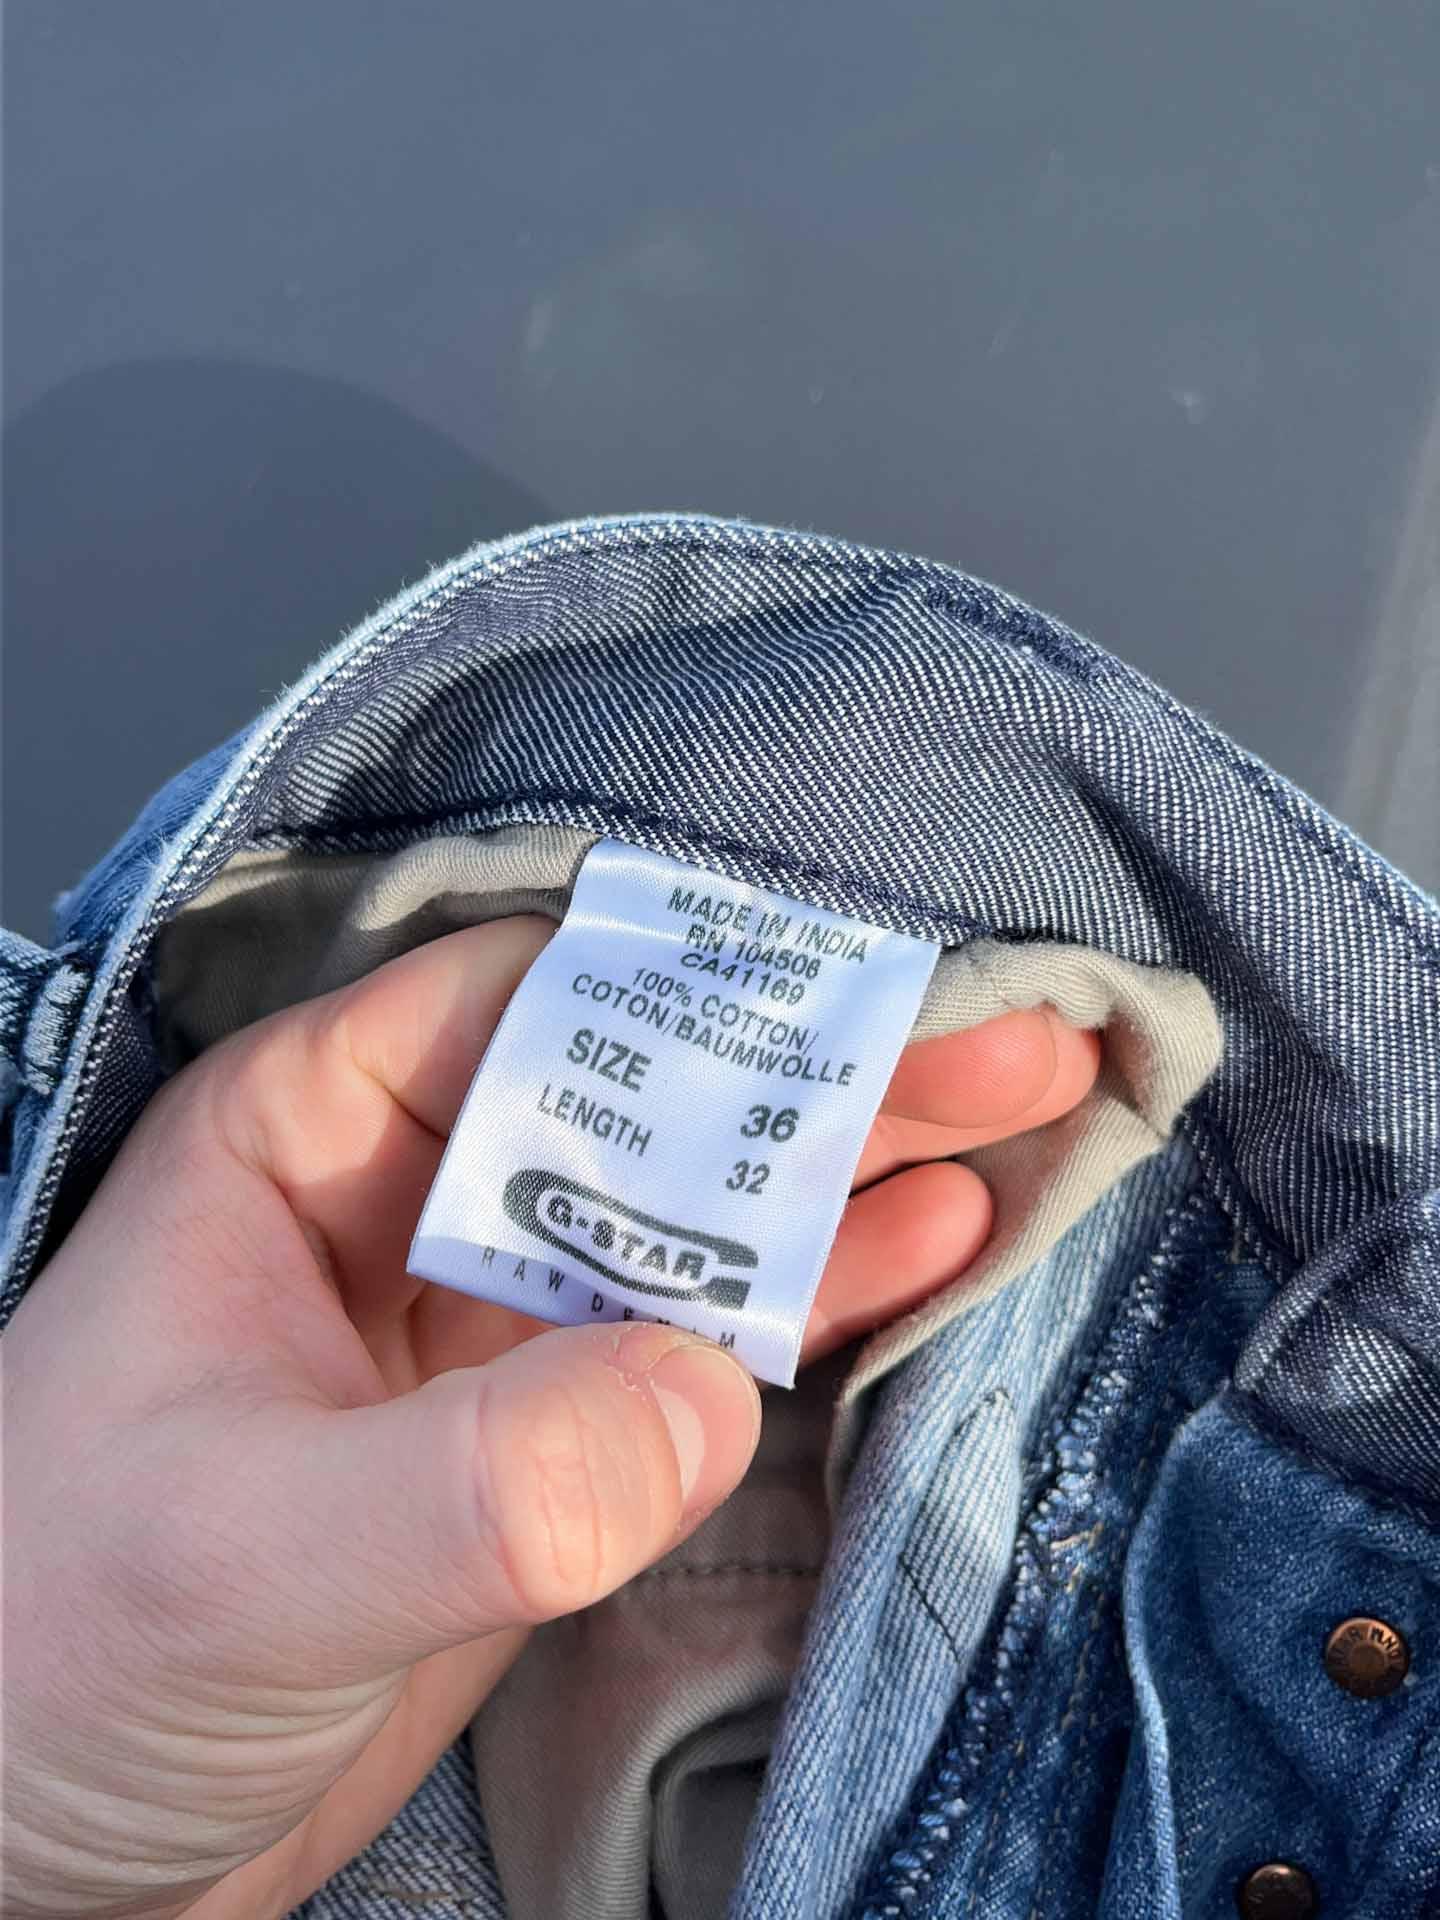 MADE IN INDIA
RN 104506
CA41169
100% COTTON/
COTON/BAUMWOLLE
SIZE 36
LENGTH 32
G-STAR
RAW DENIM